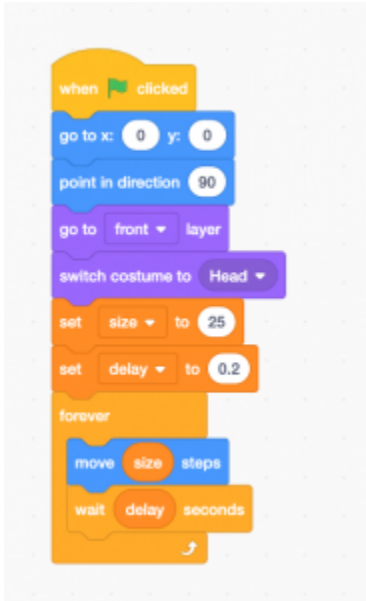 when clicked
go to x: 0 y: 0
point in direction 90
go to front layer
switch costume to Head
set size to 25
set delay to 0.2
forever
move size steps
wait delay seconds